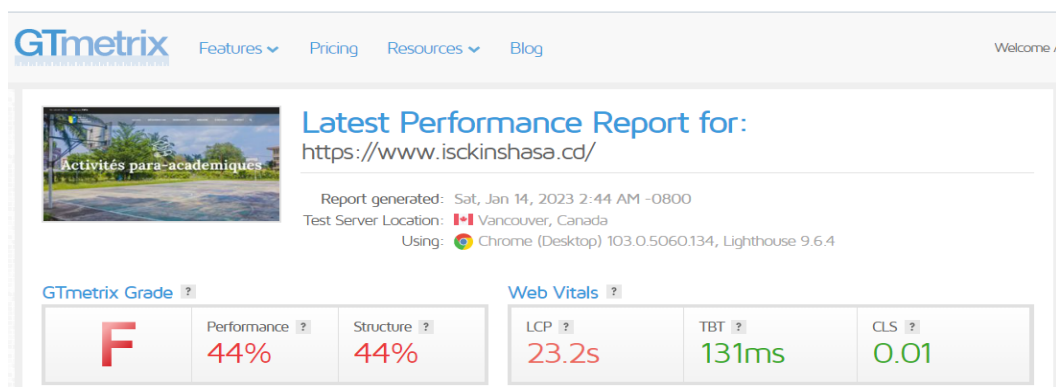 GTmetrix Features Pricing Resources Blog Welcome
Latest Performance Report for:
https://www.isckinshasa.cd/
Activités para-academiques
Report generated: Sat, Jan 14, 2023 2:44 AM -0800
Test Server Location: Vancouver, Canada
Using: Chrome (Desktop) 103.0.5060.134, Lighthouse 9.6.4
GTmetrix Grade ? Web Vitals ?
Performance ? Structure ? LCP ? TBT ? CLS ?
F 44% 44% 23.2s 131ms 0.01